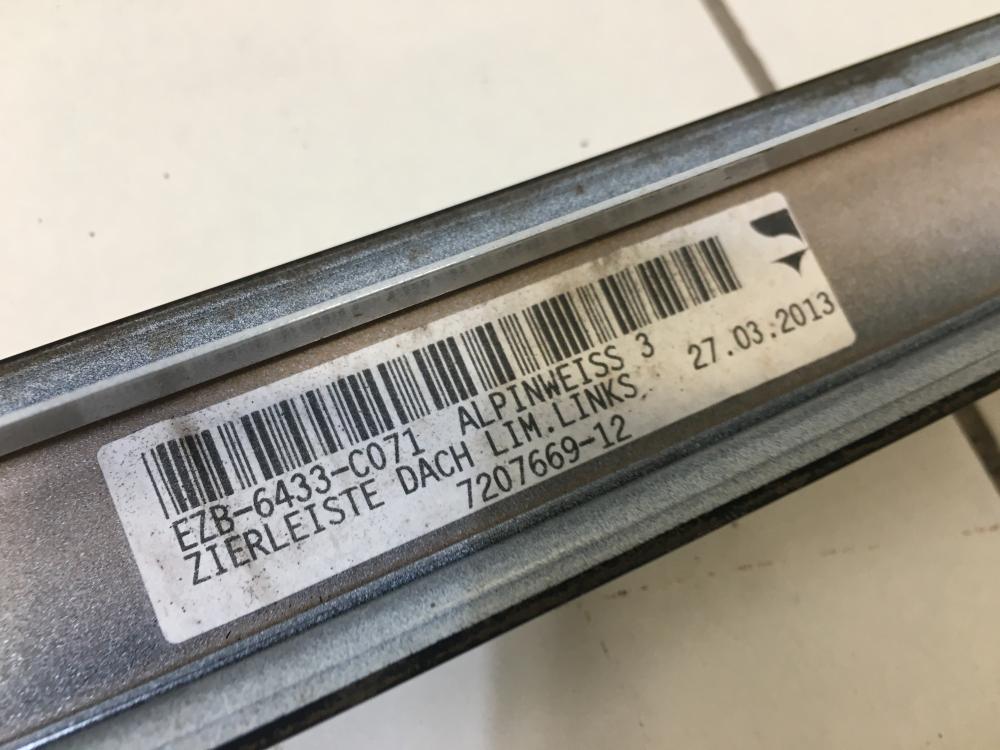 EZB-6433-C071 ALPINWEISS 3 27.03.2013
ZIERLEISTE DACH LIM.LINKS
7207669-12